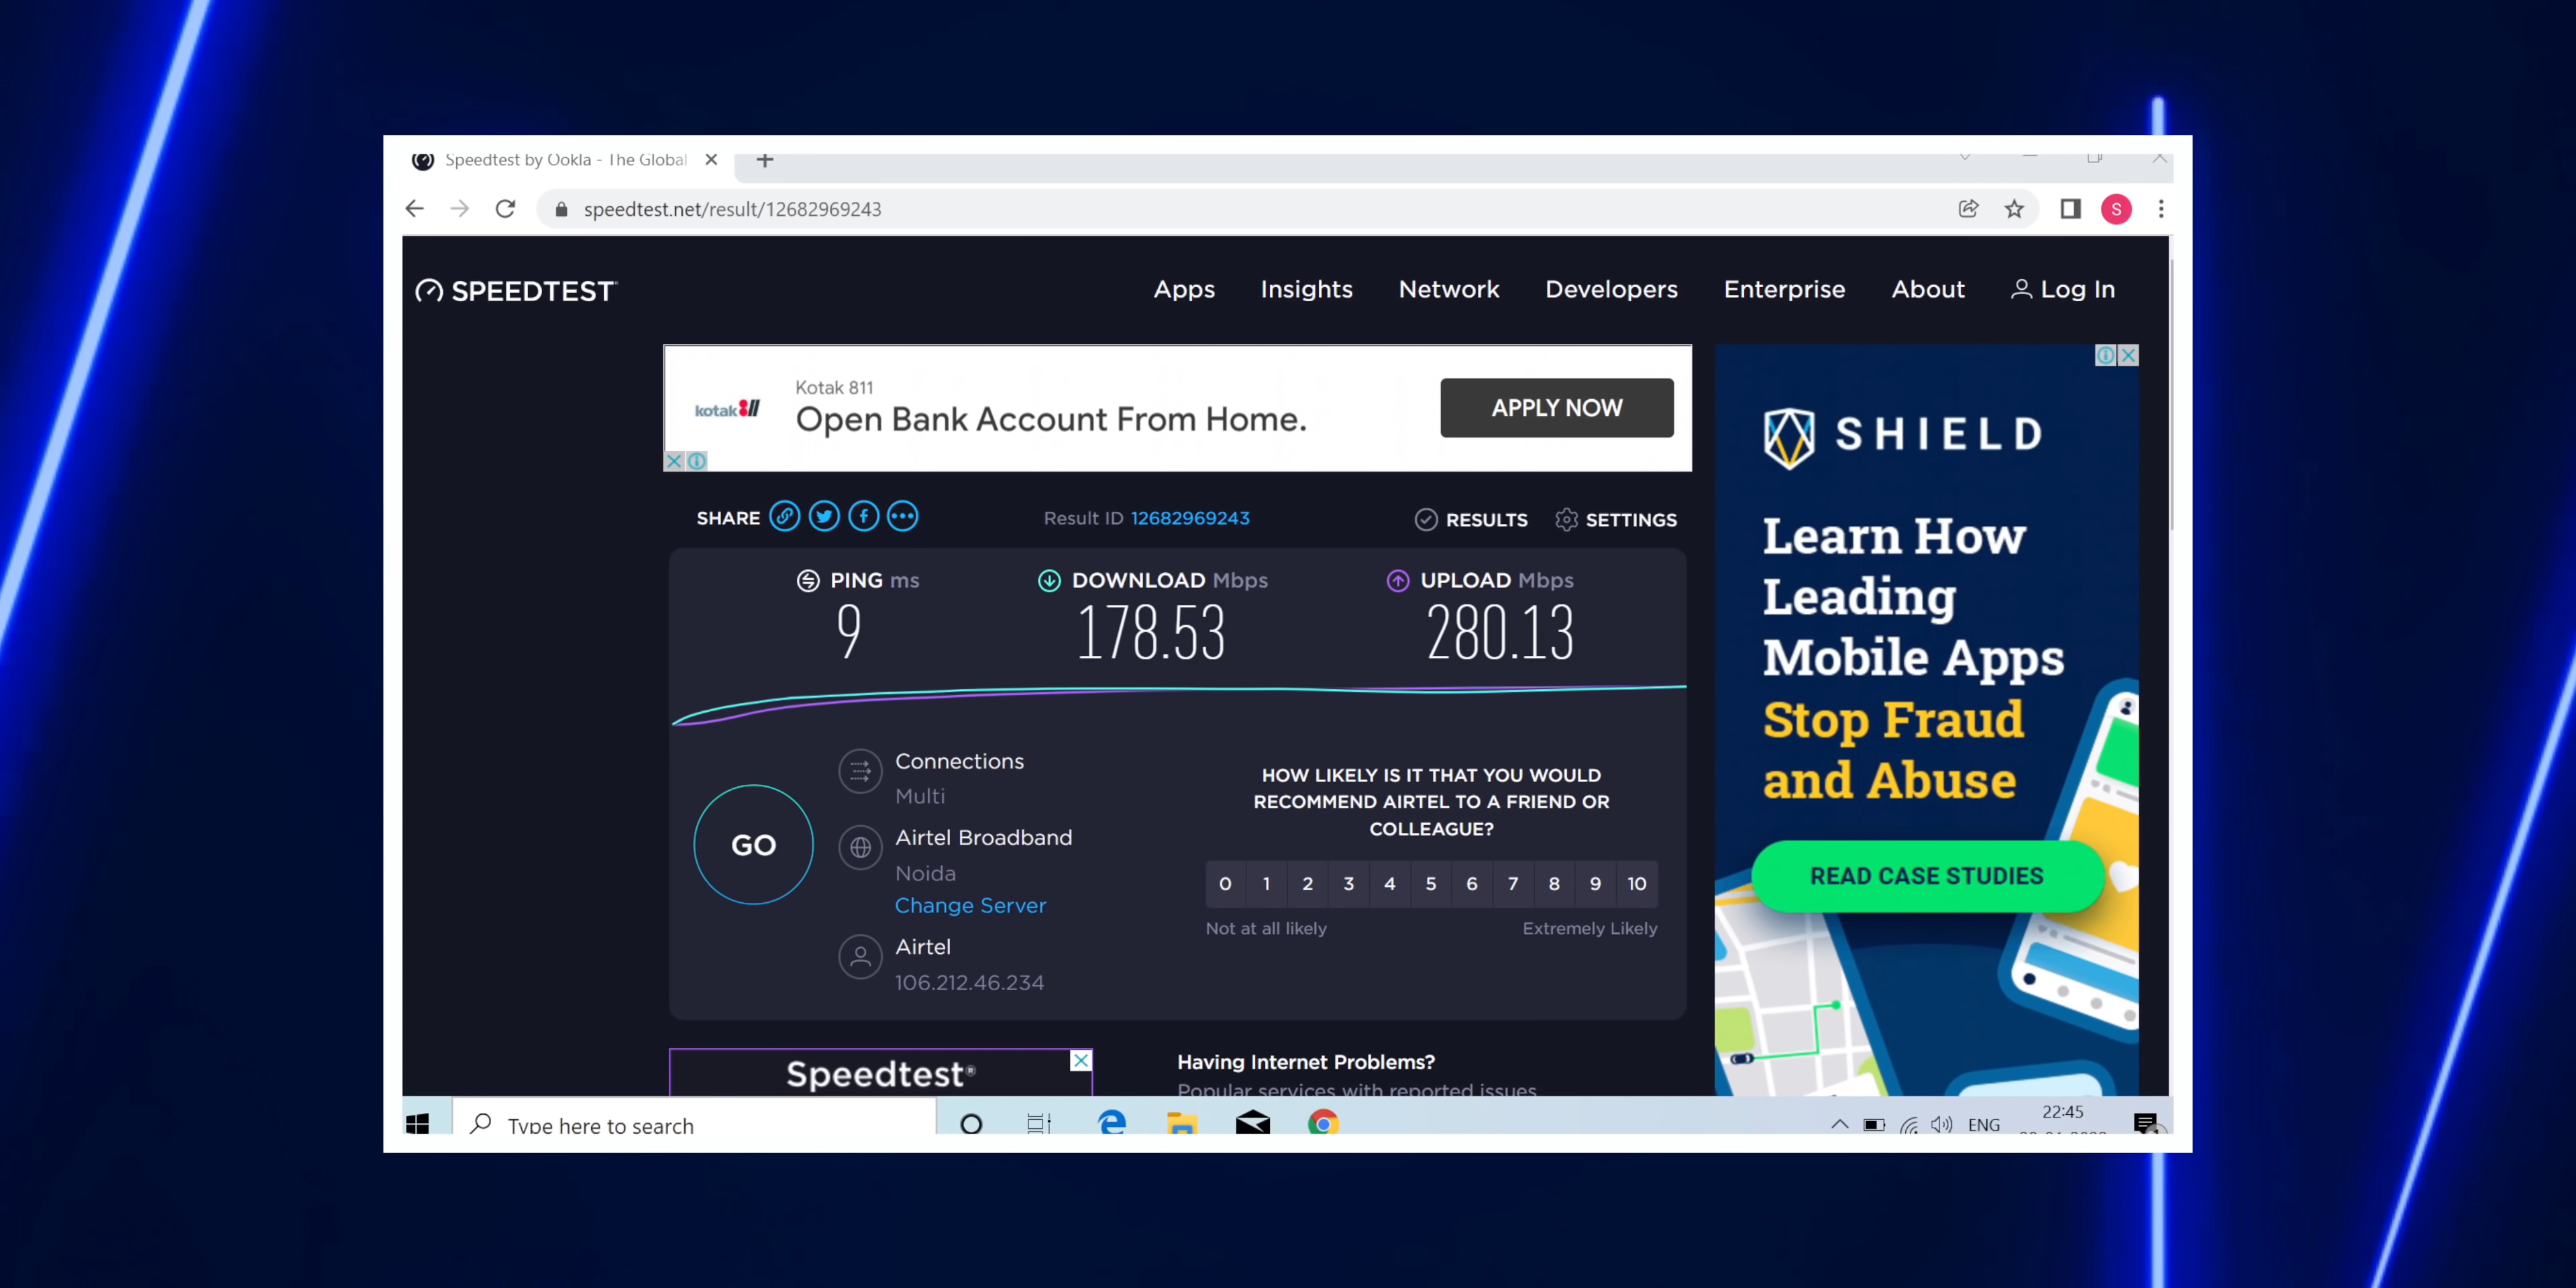 Speedtest by Ookla - The Global
speedtest.net/result/12682969243
S
SPEEDTEST
Apps Insights Network Developers Enterprise About Log In
kotak811
Kotak 811
Open Bank Account From Home.
APPLY NOW
SHARE
Result ID 12682969243
RESULTS SETTINGS
PING ms
9
DOWNLOAD Mbps
178.53
UPLOAD Mbps
280.13
GO
Connections
Multi
Airtel Broadband
Noida
Change Server
Airtel
106.212.46.234
HOW LIKELY IS IT THAT YOU WOULD
RECOMMEND AIRTEL TO A FRIEND OR
COLLEAGUE?
0 1 2 3 4 5 6 7 8 9 10
Not at all likely Extremely Likely
SHIELD
Learn How
Leading
Mobile Apps
Stop Fraud
and Abuse
READ CASE STUDIES
Speedtest®
Having Internet Problems?
Popular services with reported issues
Type here to search
ENG
22:45